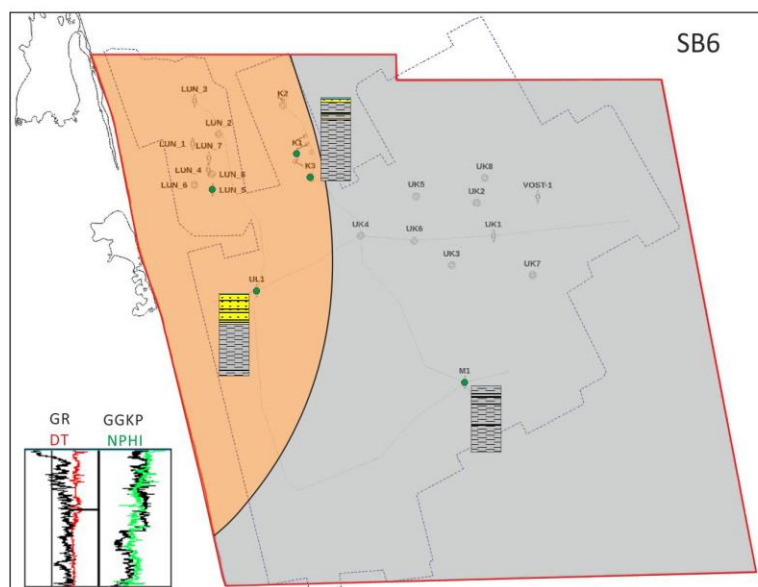 SB6
LUN_3
K2
LUN_2
LUN_1
K1
LUN_7
K3
LUN_4
LUN_8
LUN_6
LUN_5
UK8
UK5
UK2
VOST-1
UK4
UK6
UK1
UK3
UK7
UL1
M1
GR GGKP
DT NPHI